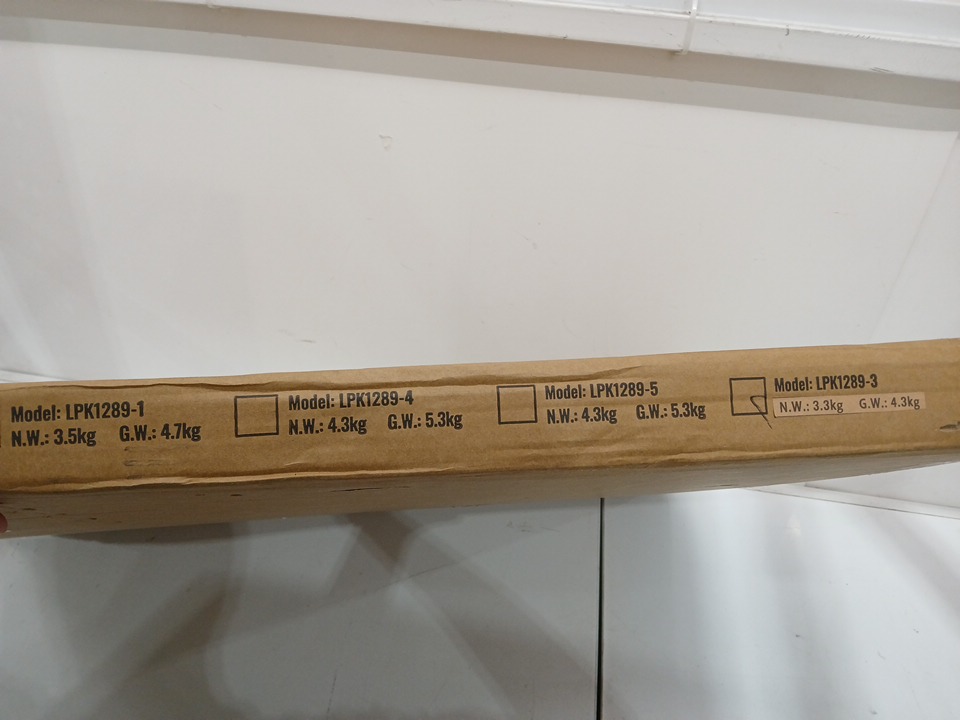 Model: LPK1289-1
N.W.: 3.5kg G.W.: 4.7kg
Model: LPK1289-4
N.W.: 4.3kg G.W.: 5.3kg
Model: LPK1289-5
N.W.: 4.3kg G.W.: 5.3kg
Model: LPK1289-3
N.W.: 3.3kg G.W.: 4.3kg